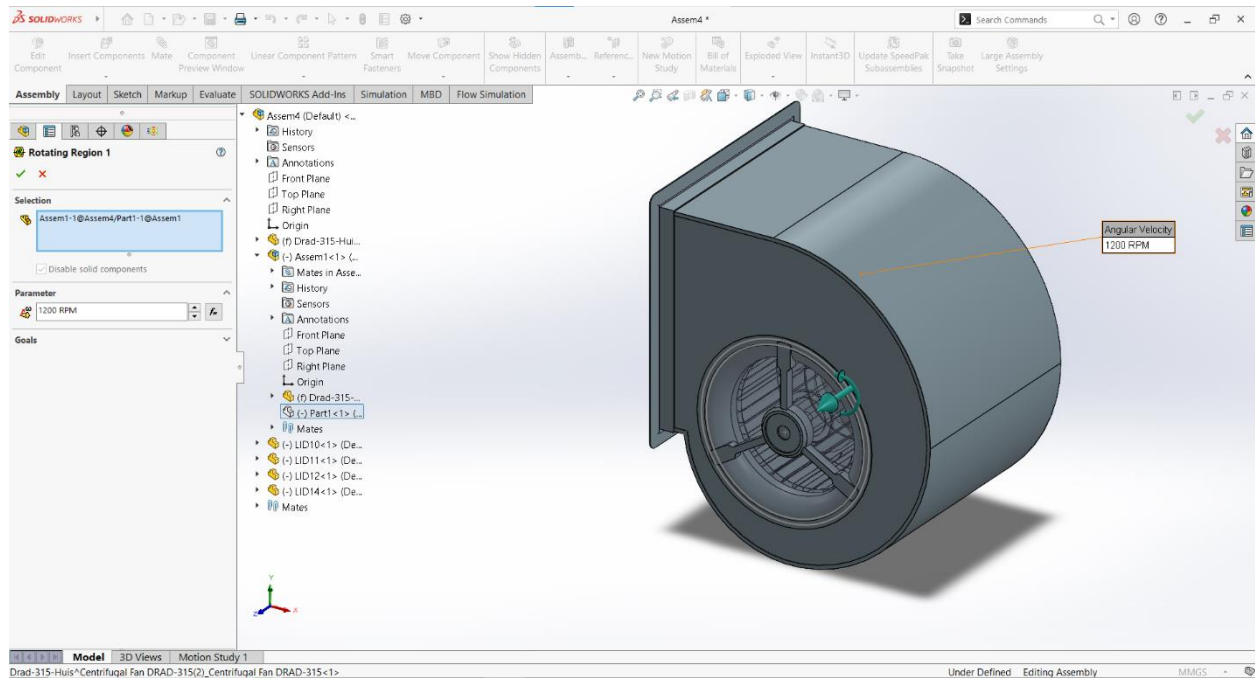 SOLIDWORKS
Assem4 *
Search Commands
Edit Component
Insert Components
Mate
Component Preview Window
Linear Component Pattern
Smart Fasteners
Move Component
Show Hidden Components
Assemb...
Referenc...
New Motion Study
Bill of Materials
Exploded View
Instant3D
Update SpeedPak Subassemblies
Take Snapshot
Large Assembly Settings
Assembly Layout Sketch Markup Evaluate SOLIDWORKS Add-Ins Simulation MBD Flow Simulation
Rotating Region 1
Selection
Assem1-1@Assem4/Part1-1@Assem1
Disable solid components
Parameter
1200 RPM
Goals
Assem4 (Default) <...
History
Sensors
Annotations
Front Plane
Top Plane
Right Plane
Origin
(f) Drad-315-Hui...
(-) Assem1<1> (...
Mates in Asse...
History
Sensors
Annotations
Front Plane
Top Plane
Right Plane
Origin
(f) Drad-315-...
(-) Part1<1> (...
Mates
(-) LID10<1> (De...
(-) LID11<1> (De...
(-) LID12<1> (De...
(-) LID14<1> (De...
Mates
Angular Velocity
1200 RPM
Y
X
Z
Model 3D Views Motion Study 1
Drad-315-Huis^Centrifugal Fan DRAD-315(2)_Centrifugal Fan DRAD-315<1>
Under Defined Editing Assembly MMGS